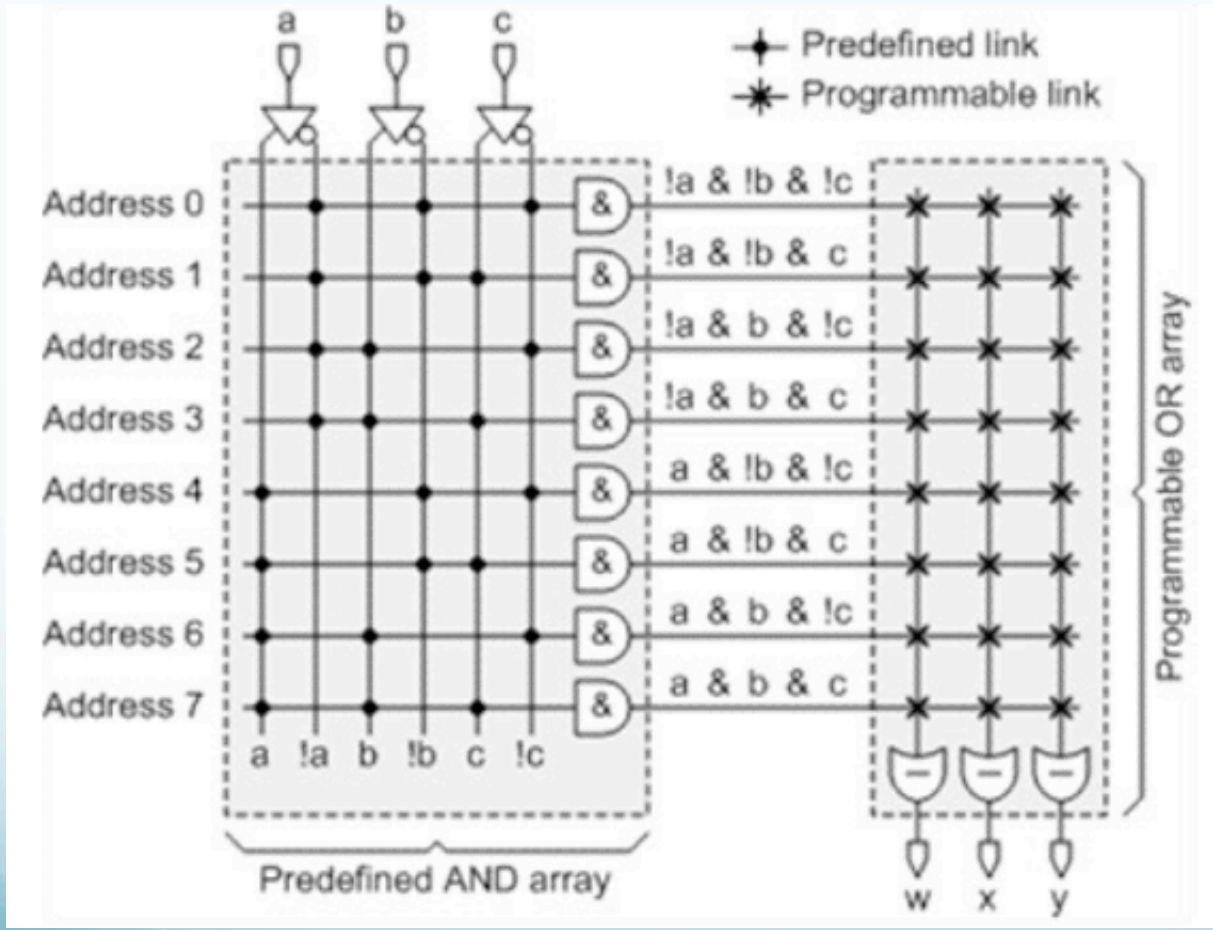 a b c
Predefined link
Programmable link
Address 0 & !a & !b & !c
Address 1 & !a & !b & c
Address 2 & !a & b & !c
Address 3 & !a & b & c
Address 4 & a & !b & !c
Address 5 & a & !b & c
Address 6 & a & b & !c
Address 7 & a & b & c
a !a b !b c !c
Predefined AND array
Programmable OR array
w x y